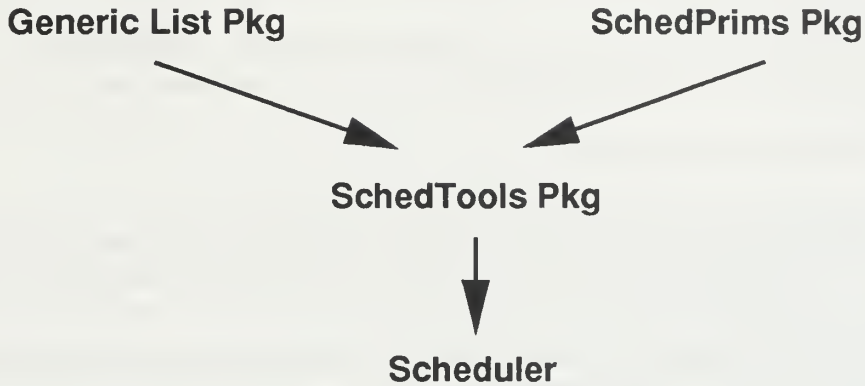 Generic List Pkg
SchedPrims Pkg
SchedTools Pkg
Scheduler